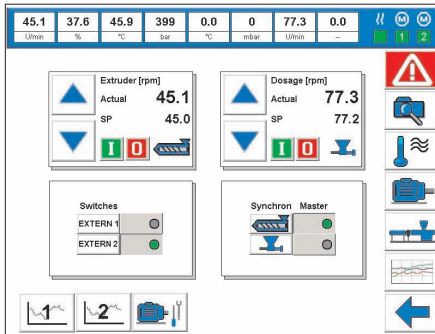 45.1 37.6 45.9 399 0.0 0 77.3 0.0
U/min % °C bar °C mbar U/min --
M M
1 2
Extruder [rpm]
Actual 45.1
SP 45.0
I O
Dosage [rpm]
Actual 77.3
SP 77.2
I O
Switches
EXTERN 1
EXTERN 2
Synchron Master
1 2